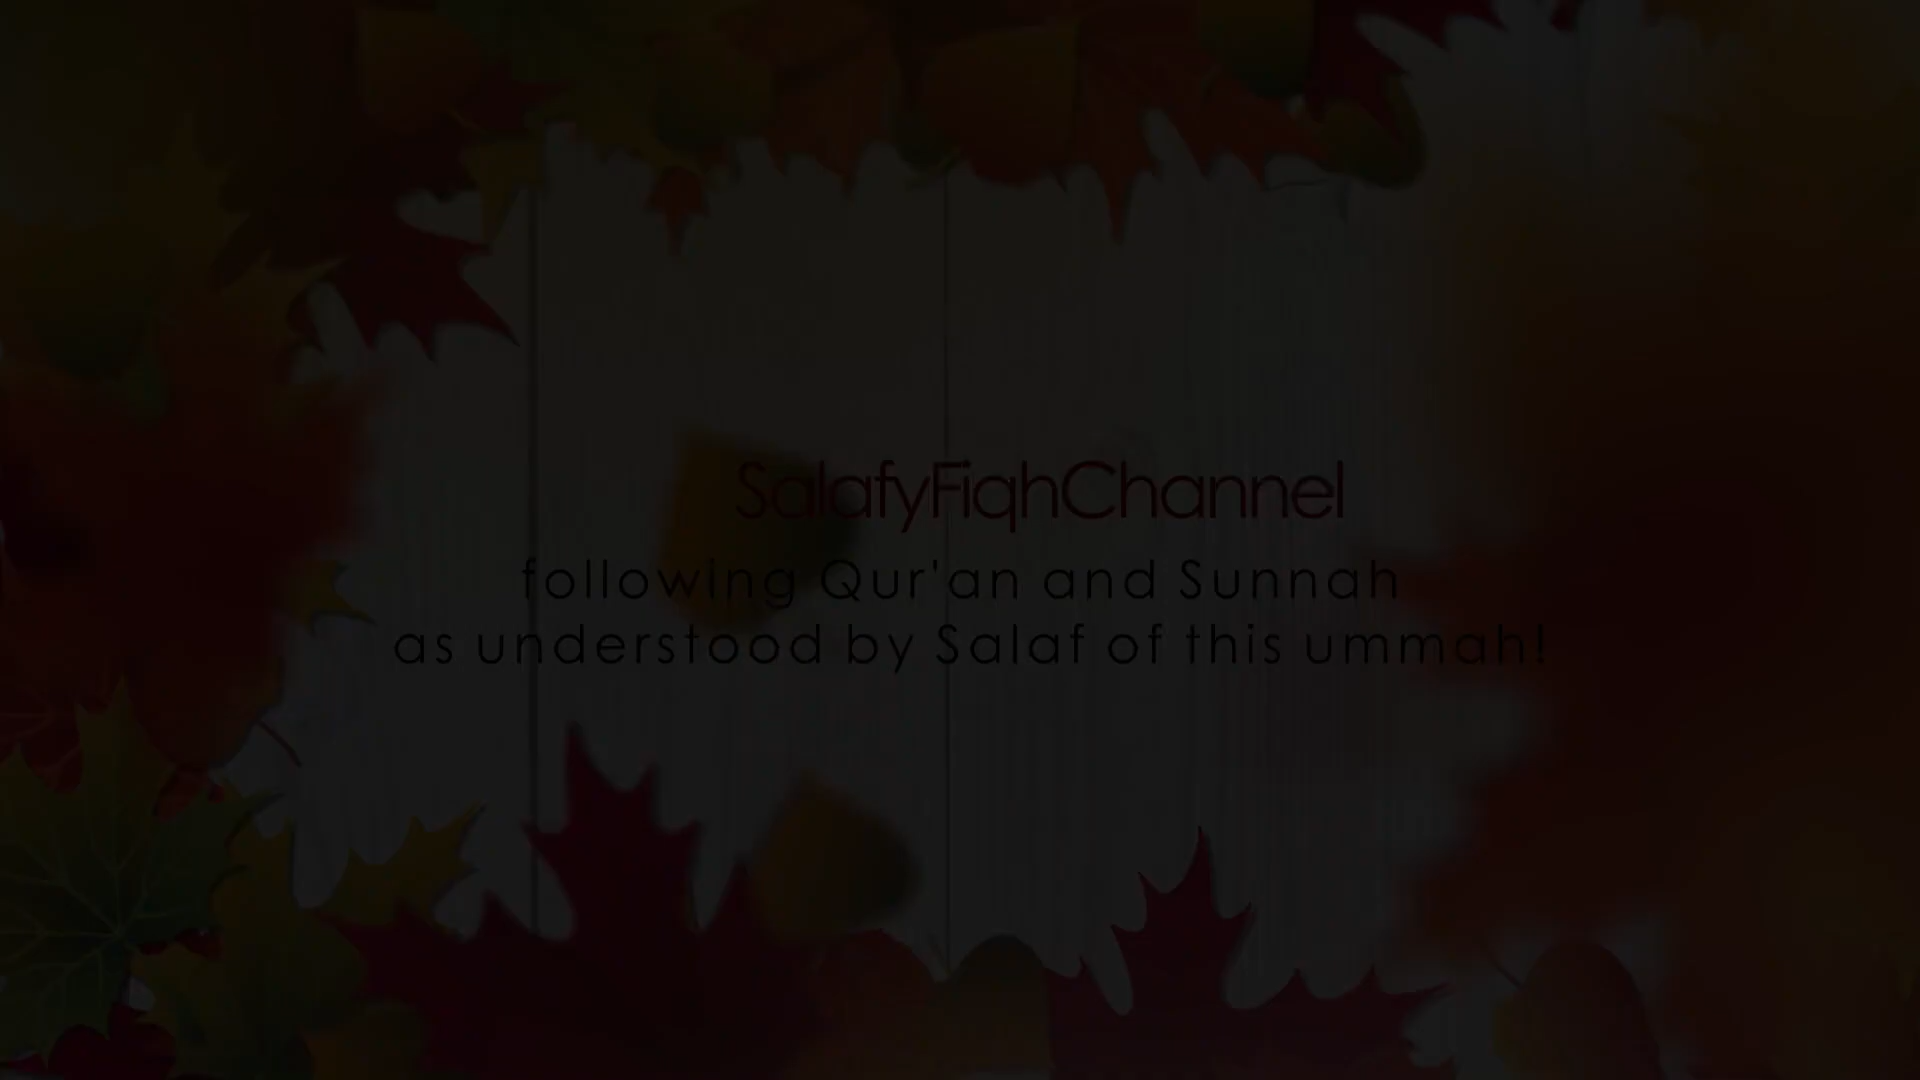 SalafyFiqhChannel
following Qur'an and Sunnah
as understood by Salaf of this ummah!